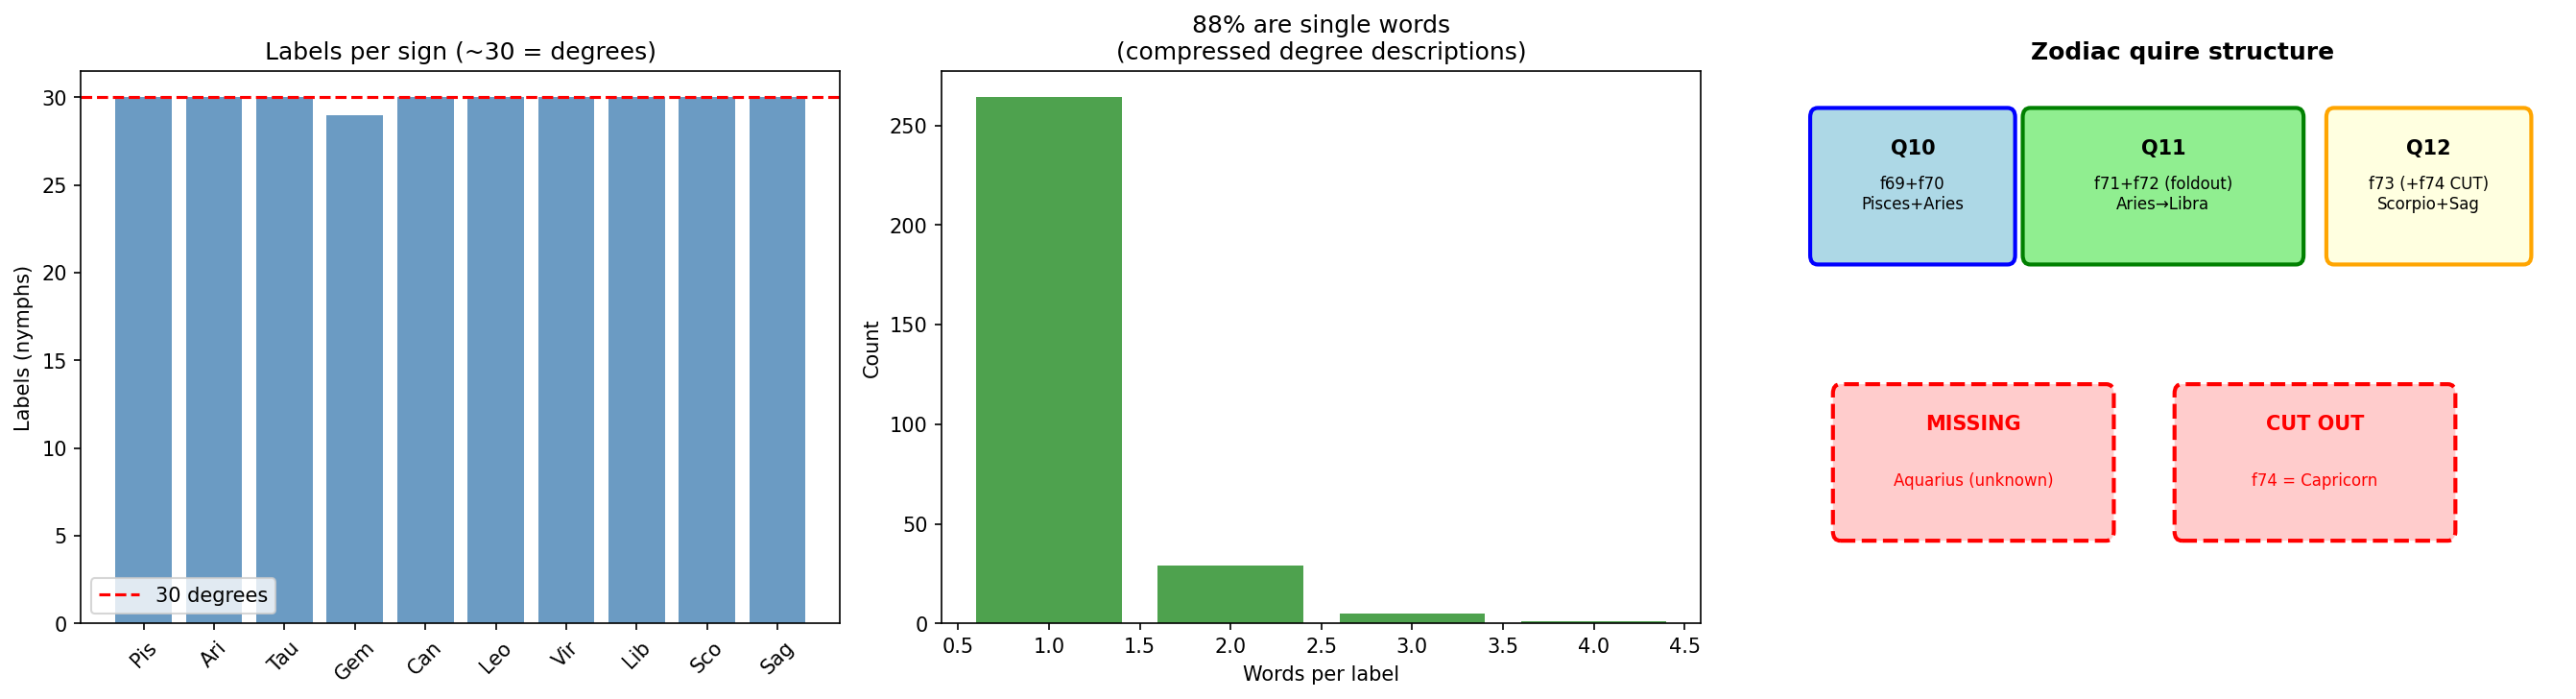 Labels per sign (~30 = degrees)
Labels (nymphs)
30
25
20
15
10
5
0
30 degrees
Pis
Ari
Tau
Gem
Can
Leo
Vir
Lib
Sco
Sag
88% are single words
(compressed degree descriptions)
Count
250
200
150
100
50
0
0.5
1.0
1.5
2.0
2.5
3.0
3.5
4.0
4.5
Words per label
Zodiac quire structure
Q10
f69+f70
Pisces+Aries
Q11
f71+f72 (foldout)
Aries→Libra
Q12
f73 (+f74 CUT)
Scorpio+Sag
MISSING
Aquarius (unknown)
CUT OUT
f74 = Capricorn